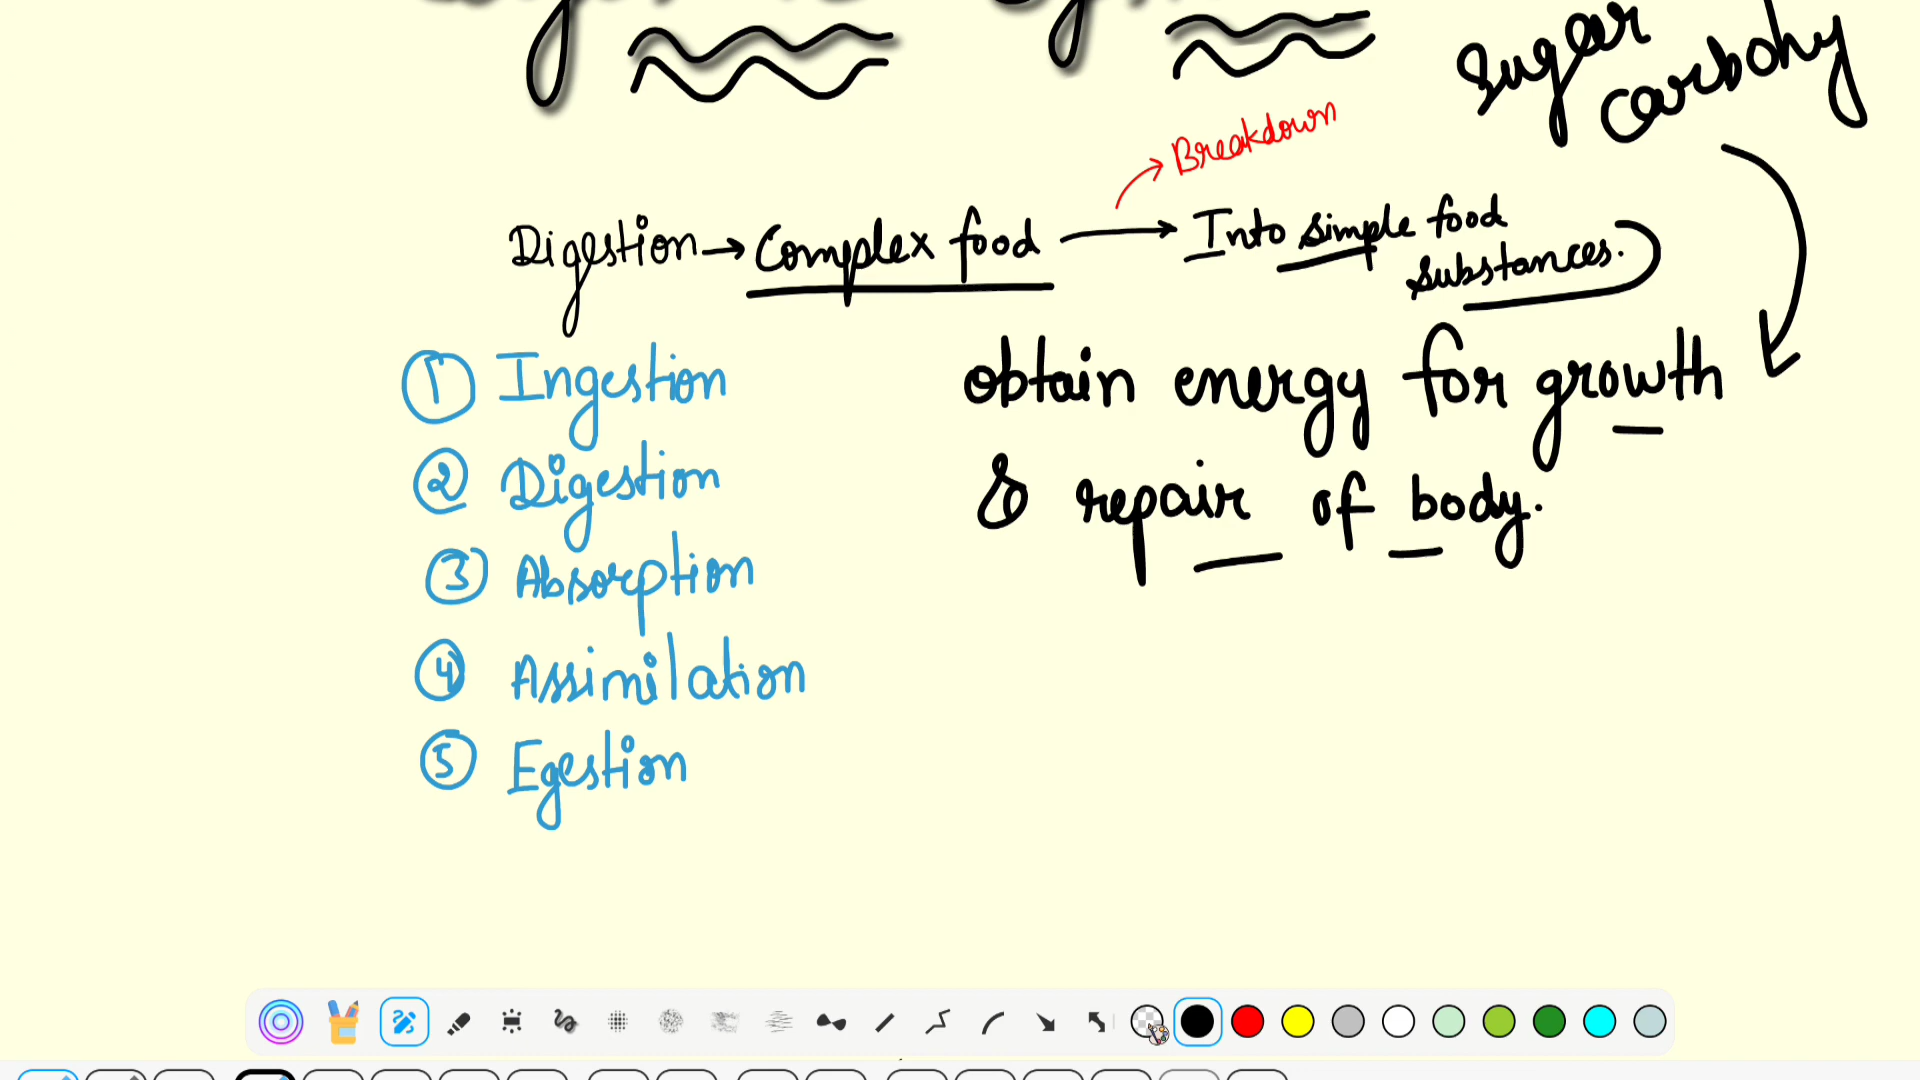 sugar
carbohy
Breakdown
Digestion → Complex food → Into simple food
substances.
① Ingestion
obtain energy for growth
② Digestion
& repair of body.
③ Absorption
④ Assimilation
⑤ Egestion